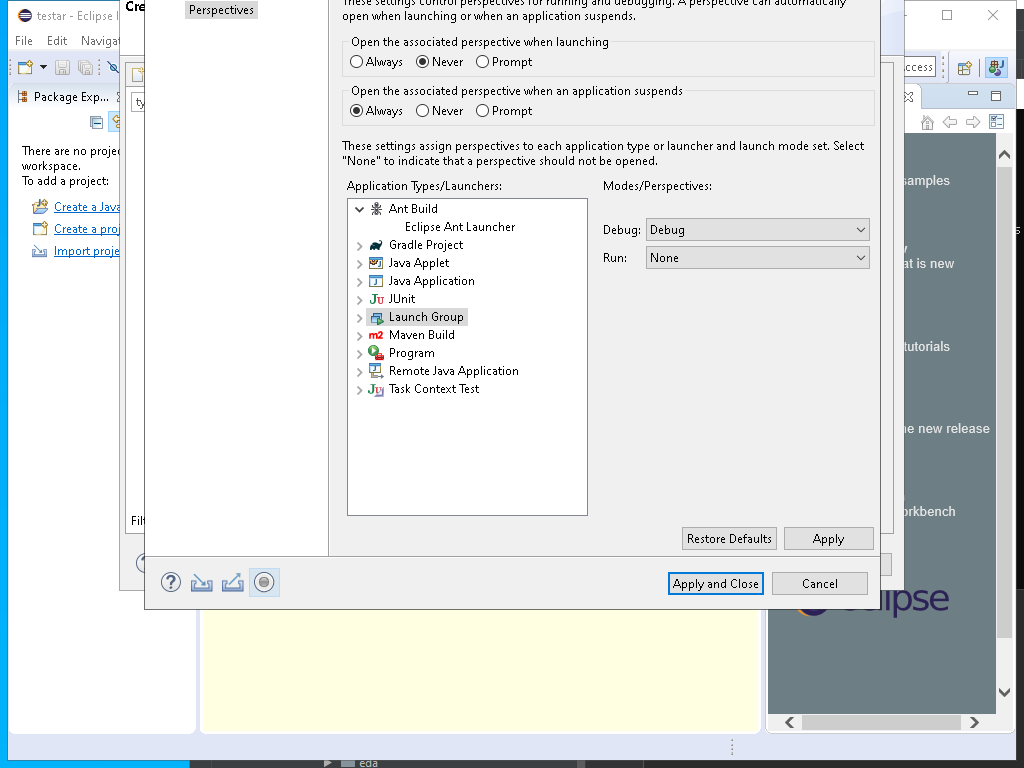 testar - Eclipse I
Cre
Perspectives
These settings control perspectives for running and debugging. A perspective can automatically
open when launching or when an application suspends.
File Edit Navigat
Open the associated perspective when launching
Always Never Prompt
ccess
Open the associated perspective when an application suspends
Package Exp...
ty
Always Never Prompt
There are no projec
workspace.
To add a project:
These settings assign perspectives to each application type or launcher and launch mode set. Select
"None" to indicate that a perspective should not be opened.
Application Types/Launchers:
Modes/Perspectives:
Create a Java
Create a proj
Import proje
Ant Build
Eclipse Ant Launcher
Gradle Project
Java Applet
Java Application
JUnit
Launch Group
Maven Build
Program
Remote Java Application
Task Context Test
Debug: Debug
Run: None
samples
at is new
tutorials
ne new release
orkbench
Filt
Restore Defaults
Apply
Apply and Close
Cancel
eclipse
eda